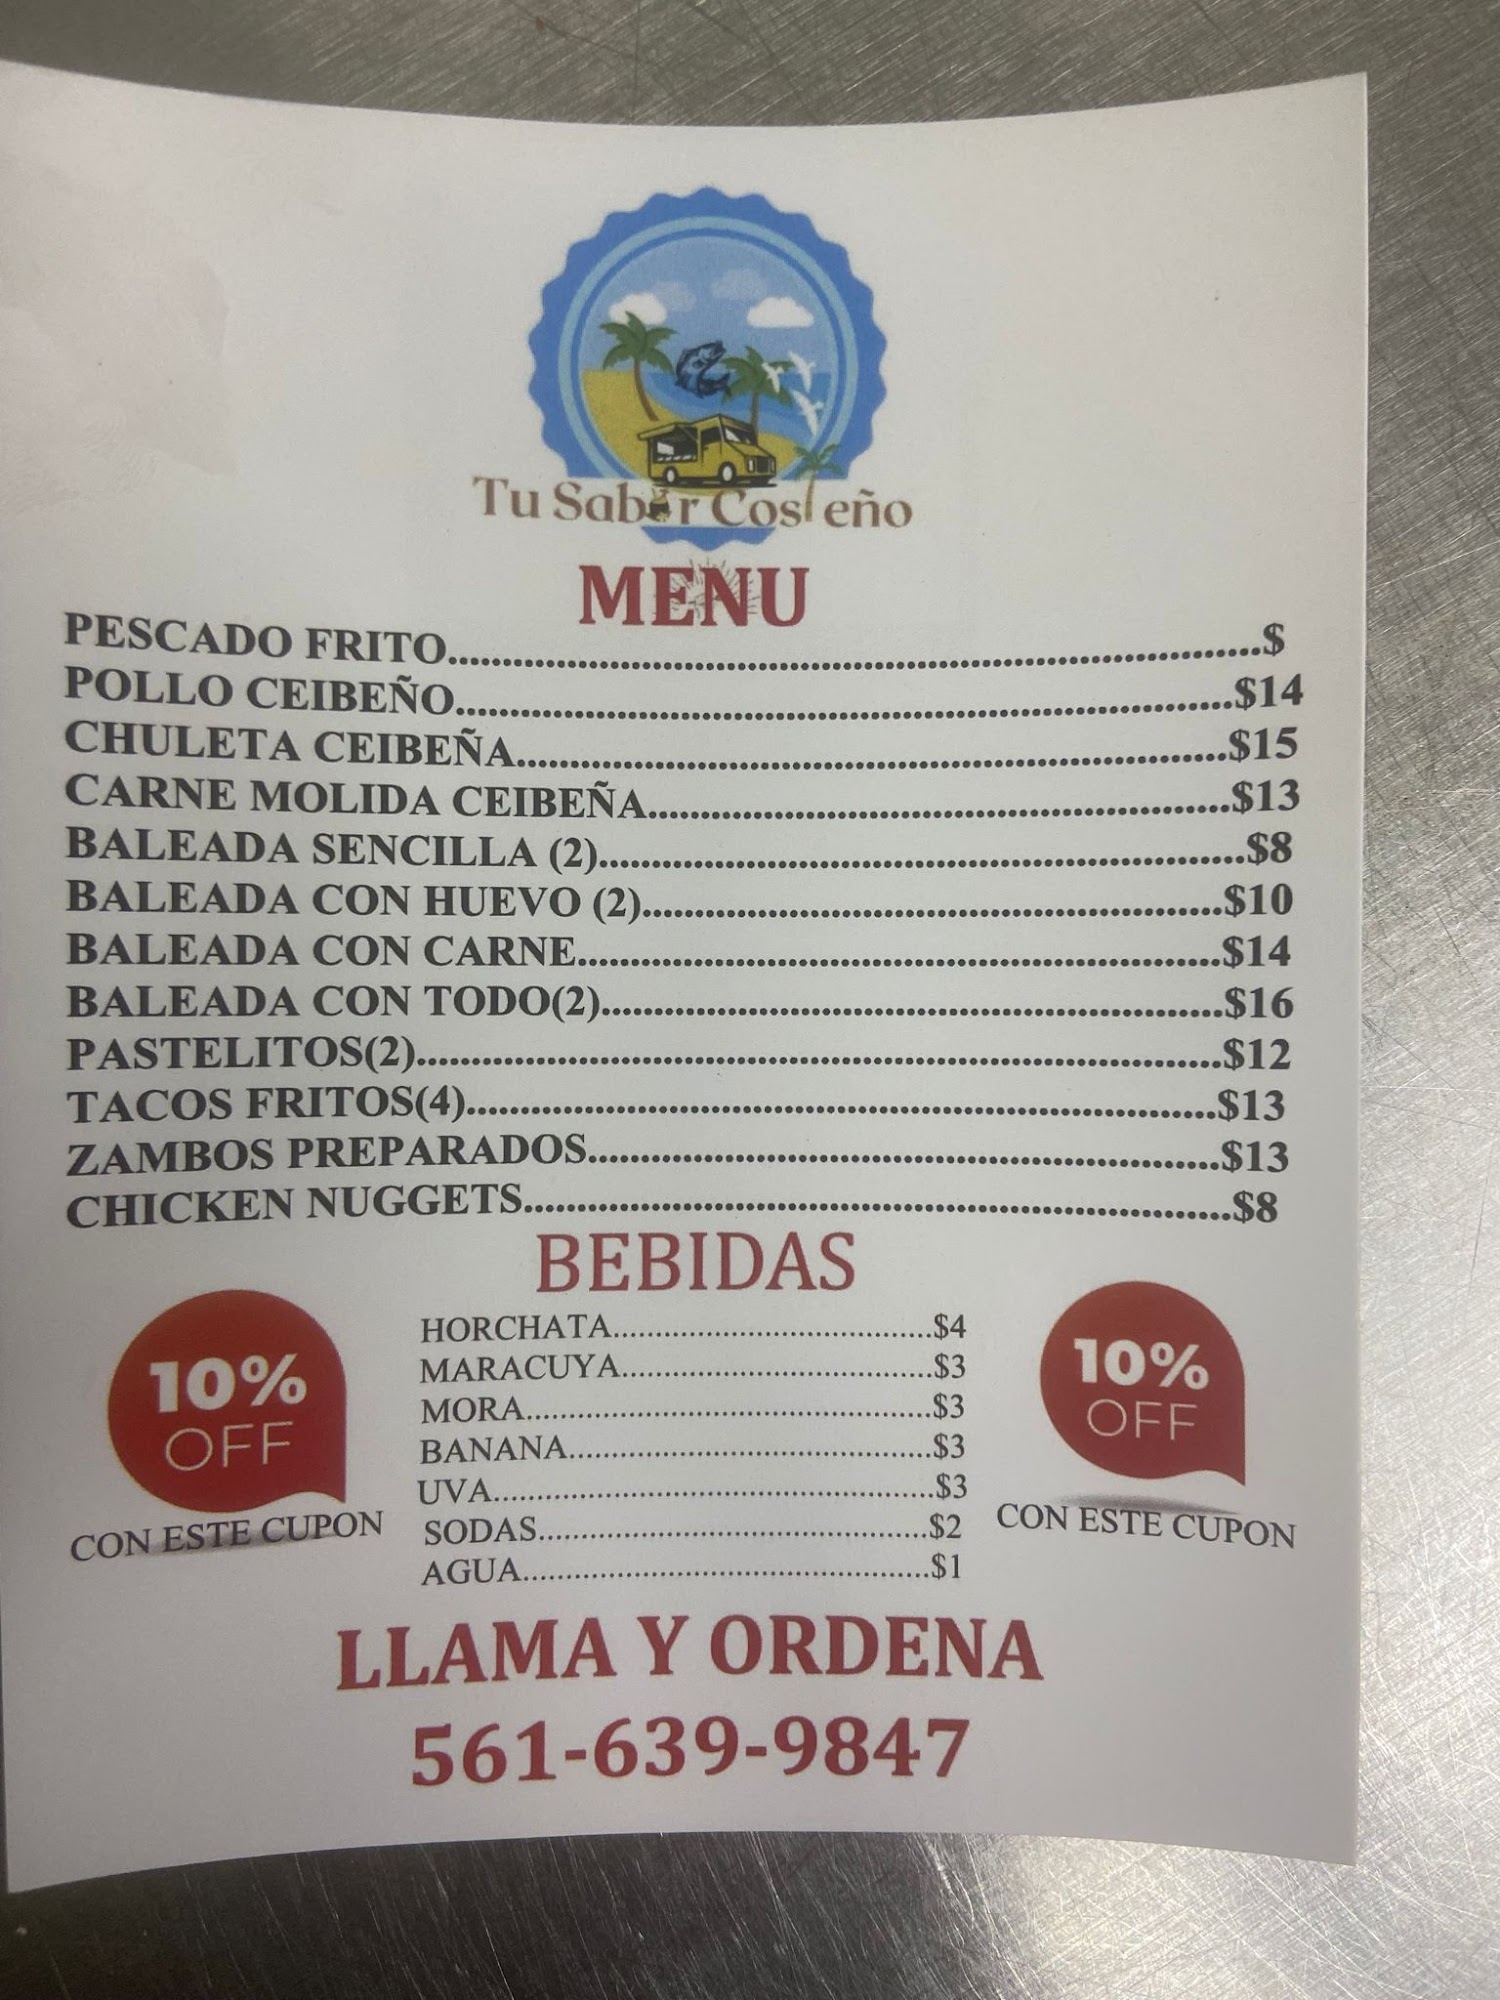 Tu Sabor Costeño
MENU
PESCADO FRITO..........$
POLLO CEIBEÑO..........$14
CHULETA CEIBEÑA..........$15
CARNE MOLIDA CEIBEÑA..........$13
BALEADA SENCILLA (2)..........$8
BALEADA CON HUEVO (2)..........$10
BALEADA CON CARNE..........$14
BALEADA CON TODO(2)..........$16
PASTELITOS(2)..........$12
TACOS FRITOS(4)..........$13
ZAMBOS PREPARADOS..........$13
CHICKEN NUGGETS..........$8
BEBIDAS
HORCHATA..........$4
MARACUYA..........$3
MORA..........$3
BANANA..........$3
UVA..........$3
SODAS..........$2
AGUA..........$1
10%
OFF
CON ESTE CUPON
10%
OFF
CON ESTE CUPON
LLAMA Y ORDENA
561-639-9847